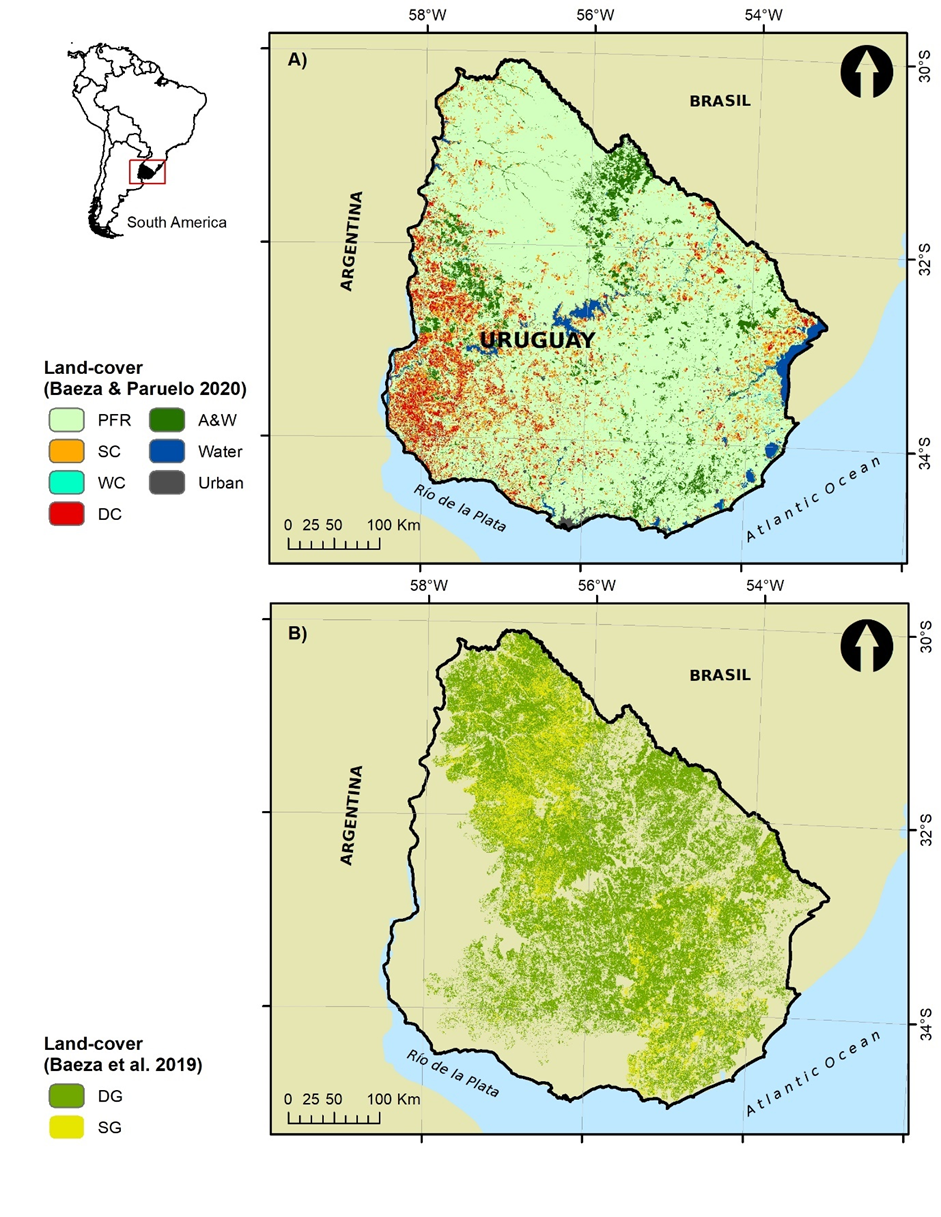 58°W 56°W 54°W
A)
BRASIL
30°S
South America
ARGENTINA
32°S
URUGUAY
Land-cover
(Baeza & Paruelo 2020)
PFR A&W
SC Water
WC Urban
DC
34°S
Río de la Plata
Atlantic Ocean
0 25 50 100 Km
58°W 56°W 54°W
B)
BRASIL
30°S
ARGENTINA
32°S
34°S
Land-cover
(Baeza et al. 2019)
DG
SG
Río de la Plata
Atlantic Ocean
0 25 50 100 Km